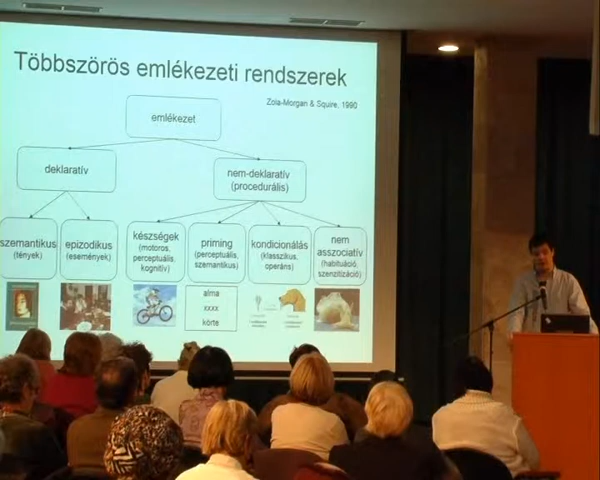 Többszörös emlékezeti rendszerek
Zola-Morgan & Squire, 1990
emlékezet
deklaratív
nem-deklaratív
(procedurális)
szemantikus
(tények)
epizodikus
(események)
készségek
(motoros,
perceptuális,
kognitív)
priming
(perceptuális,
szemantikus)
kondicionálás
(klasszikus,
operáns)
nem
asszociatív
(habituáció,
szenzitizáció)
alma
xxxx
körte